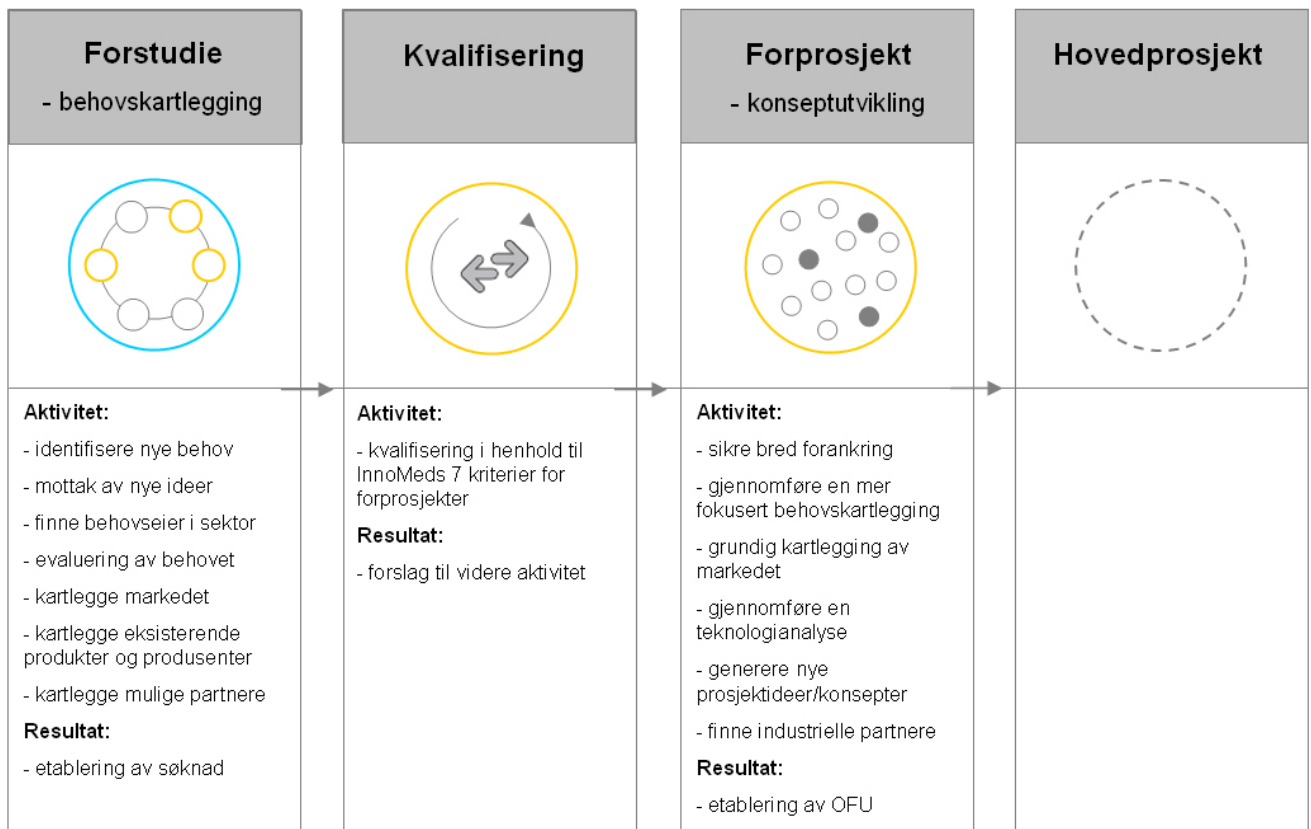 Forstudie
- behovskartlegging
Aktivitet:
- identifisere nye behov
- mottak av nye ideer
- finne behovseier i sektor
- evaluering av behovet
- kartlegge markedet
- kartlegge eksisterende
produkter og produsenter
- kartlegge mulige partnere
Resultat:
- etablering av søknad
Kvalifisering
Aktivitet:
- kvalifisering i henhold til
InnoMeds 7 kriterier for
forprosjekter
Resultat:
- forslag til videre aktivitet
Forprosjekt
- konseptutvikling
Aktivitet:
- sikre bred forankring
- gjennomføre en mer
fokusert behovskartlegging
- grundig kartlegging av
markedet
- gjennomføre en
teknologianalyse
- generere nye
prosjektideer/konsepter
- finne industrielle partnere
Resultat:
- etablering av OFU
Hovedprosjekt